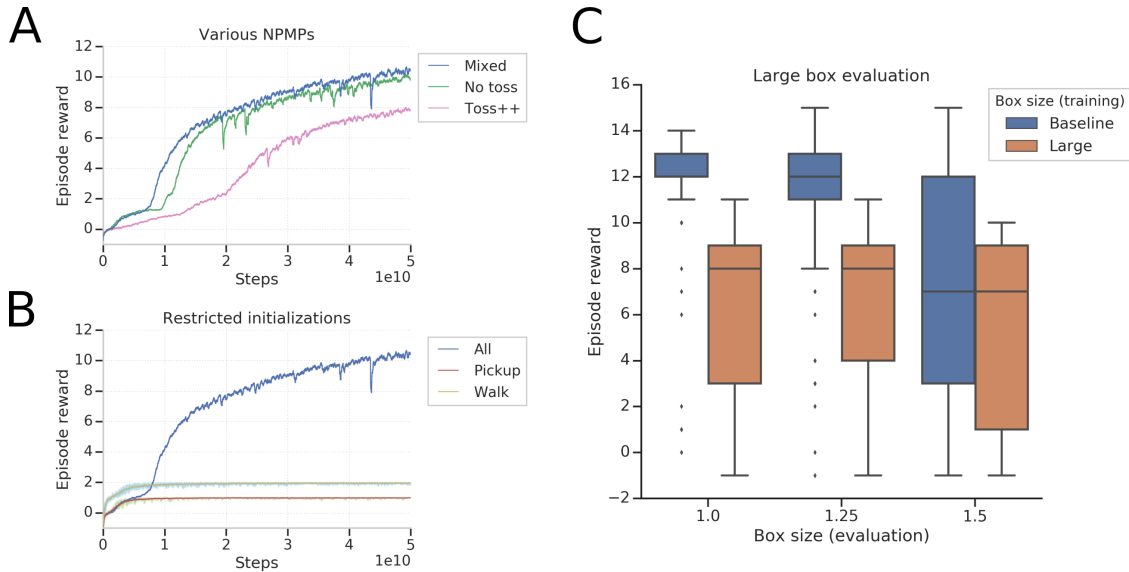 A
Various NPMPs
12
10
8
6
4
2
0
Episode reward
0 1 2 3 4 5
1e10
Steps
Mixed
No toss
Toss++
B
Restricted initializations
12
10
8
6
4
2
0
Episode reward
0 1 2 3 4 5
1e10
Steps
All
Pickup
Walk
C
Large box evaluation
16
14
12
10
8
6
4
2
0
−2
Episode reward
1.0 1.25 1.5
Box size (evaluation)
Box size (training)
Baseline
Large